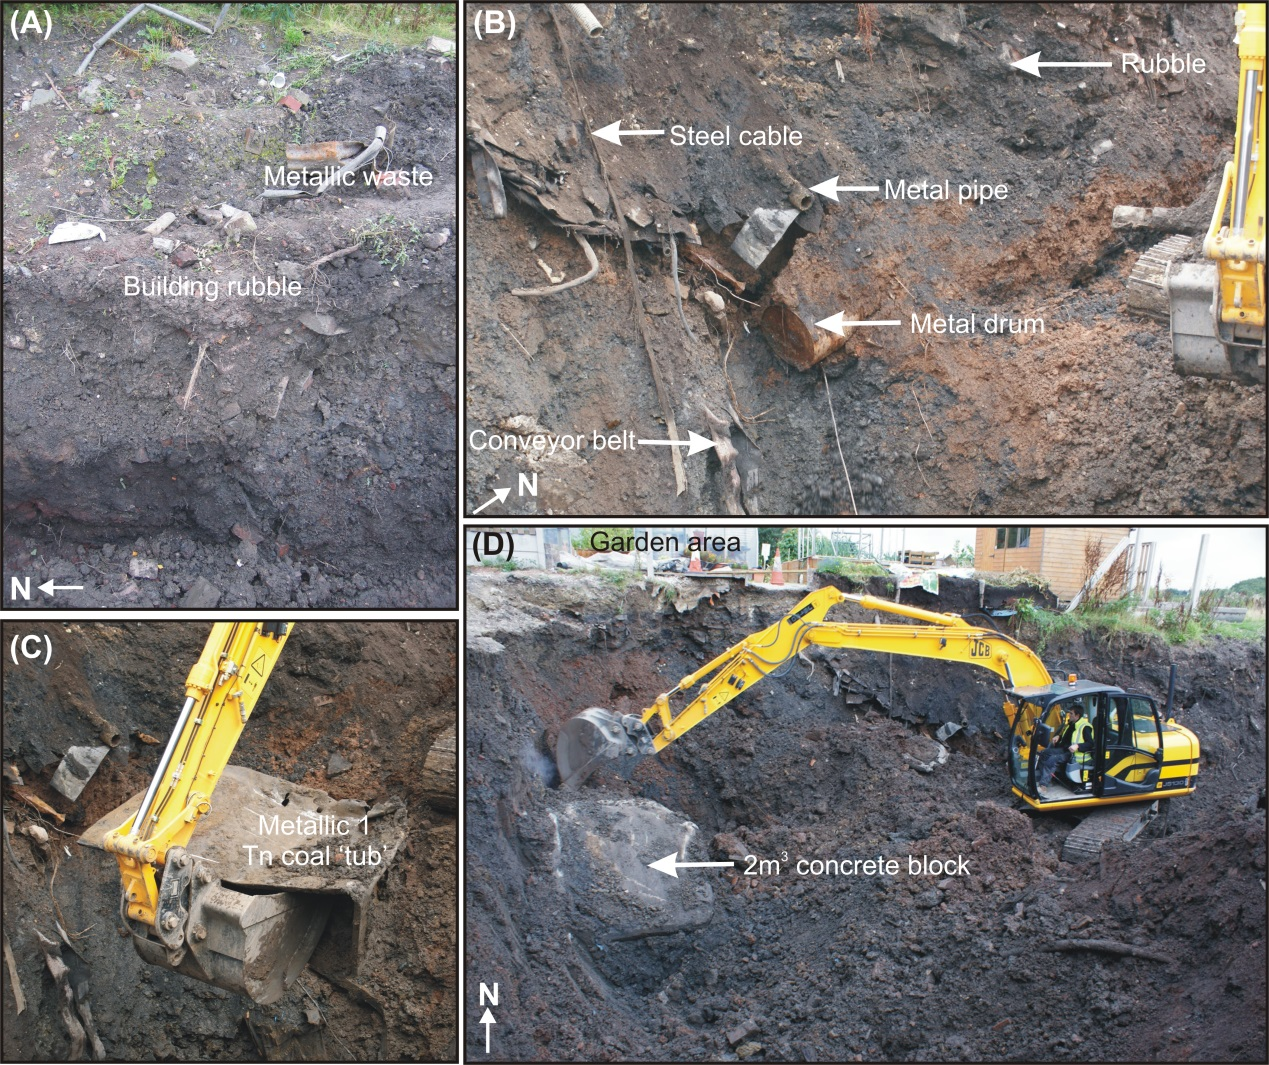 (A)
Metallic waste
Building rubble
N
(B)
Rubble
Steel cable
Metal pipe
Metal drum
Conveyor belt
N
(C)
Metallic 1
Tn coal ‘tub’
(D)
Garden area
JCB
2m³ concrete block
N